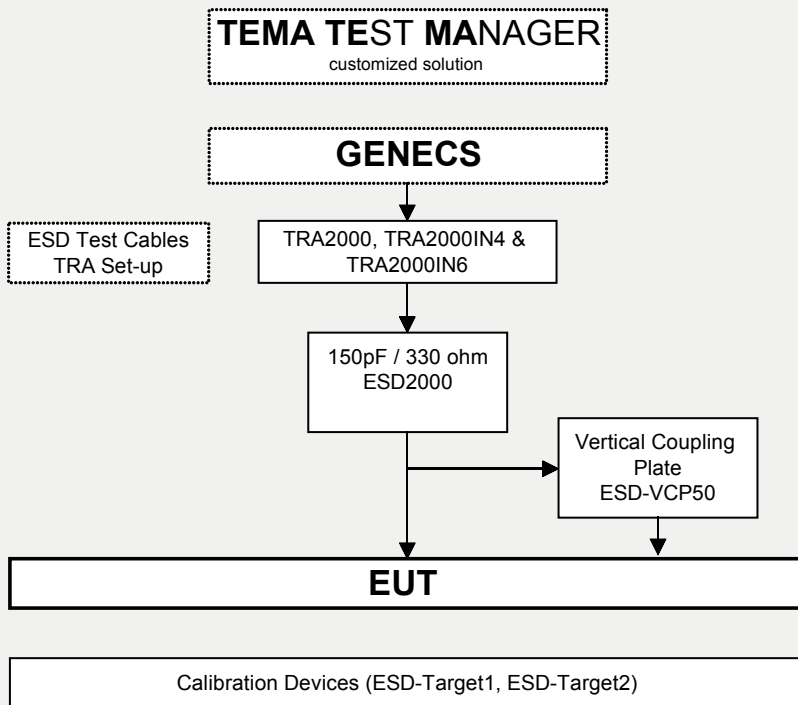 TEMA TEST MANAGER
customized solution
GENECS
ESD Test Cables
TRA Set-up
TRA2000, TRA2000IN4 &
TRA2000IN6
150pF / 330 ohm
ESD2000
Vertical Coupling
Plate
ESD-VCP50
EUT
Calibration Devices (ESD-Target1, ESD-Target2)